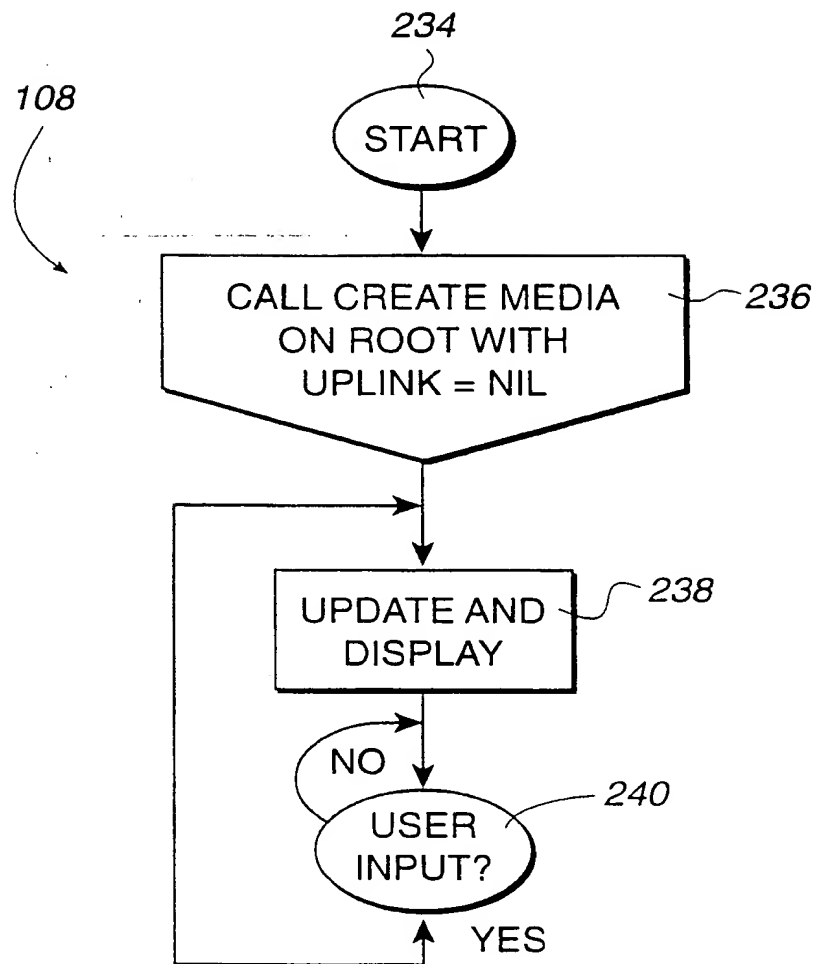 234
108
START
CALL CREATE MEDIA
ON ROOT WITH
UPLINK = NIL
236
UPDATE AND
DISPLAY
238
NO
240
USER
INPUT?
YES